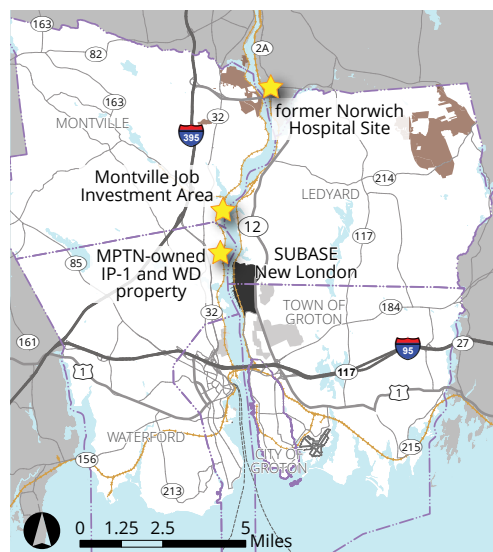 163
2A
82
163
32
former Norwich
Hospital Site
MONTVILLE
395
Montville Job
Investment Area
214
LEDYARD
12
117
MPTN-owned
IP-1 and WD
property
85
SUBASE
New London
TOWN OF
GROTON
184
32
161
95
27
117
1
1
WATERFORD
156
CITY OF
GROTON
215
213
0 1.25 2.5 5
Miles